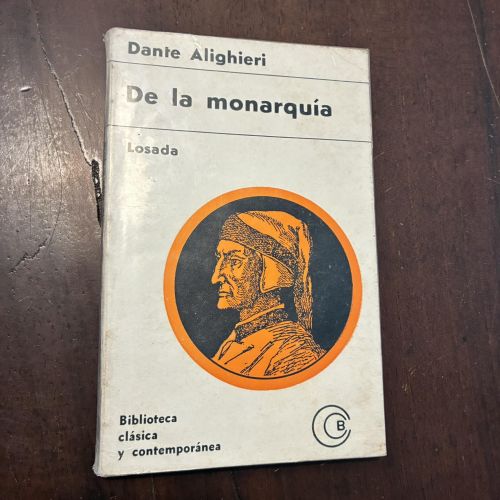 Dante Alighieri
De la monarquía
Losada
Biblioteca
clásica
y contemporánea
B